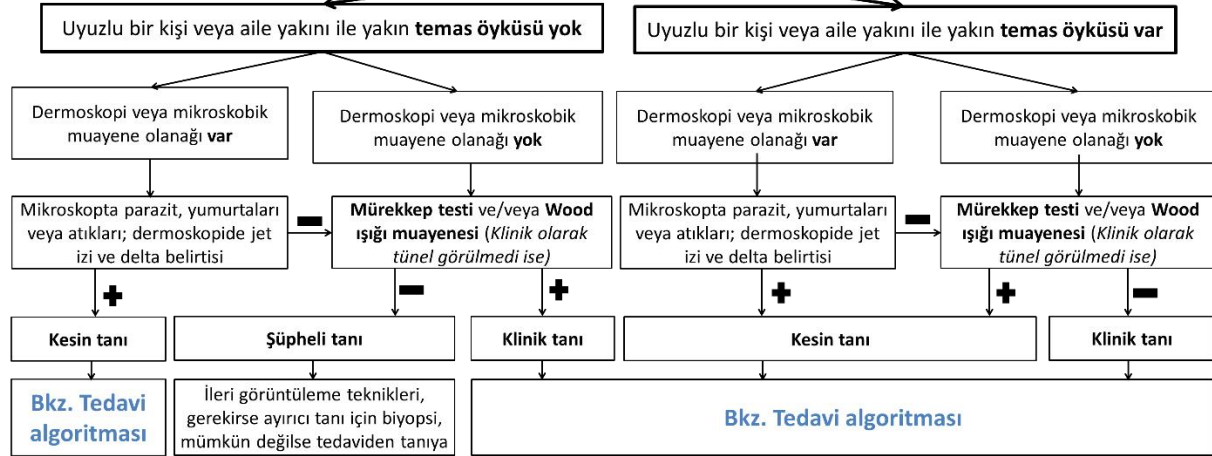 Uyuzlu bir kişi veya aile yakını ile yakın temas öyküsü yok
Uyuzlu bir kişi veya aile yakını ile yakın temas öyküsü var
Dermoskopi veya mikroskobik
muayene olanağı var
Dermoskopi veya mikroskobik
muayene olanağı yok
Dermoskopi veya mikroskobik
muayene olanağı var
Dermoskopi veya mikroskobik
muayene olanağı yok
Mikroskopta parazit, yumurtaları
veya atıkları; dermoskopide jet
izi ve delta belirtisi
−
Mürekkep testi ve/veya Wood
ışığı muayenesi (Klinik olarak
tünel görülmedi ise)
Mikroskopta parazit, yumurtaları
veya atıkları; dermoskopide jet
izi ve delta belirtisi
−
Mürekkep testi ve/veya Wood
ışığı muayenesi (Klinik olarak
tünel görülmedi ise)
+
−
+
+
+
−
Kesin tanı
Şüpheli tanı
Klinik tanı
Kesin tanı
Klinik tanı
Bkz. Tedavi
algoritması
İleri görüntüleme teknikleri,
gerekirse ayırıcı tanı için biyopsi,
mümkün değilse tedaviden tanıya
Bkz. Tedavi algoritması